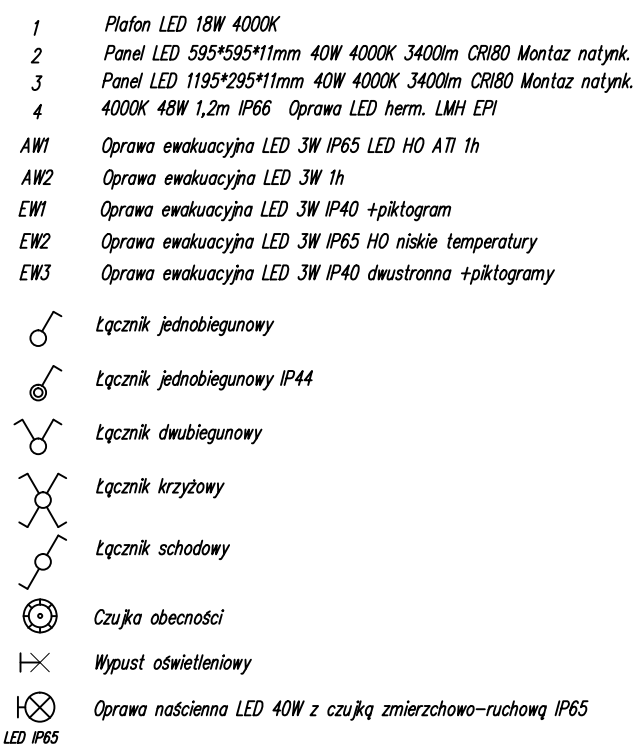 1 Plafon LED 18W 4000K
2 Panel LED 595*595*11mm 40W 4000K 3400lm CRI80 Montaz natynk.
3 Panel LED 1195*295*11mm 40W 4000K 3400lm CRI80 Montaz natynk.
4 4000K 48W 1,2m IP66 Oprawa LED herm. LMH EPI
AW1 Oprawa ewakuacyjna LED 3W IP65 LED HO ATI 1h
AW2 Oprawa ewakuacyjna LED 3W 1h
EW1 Oprawa ewakuacyjna LED 3W IP40 +piktogram
EW2 Oprawa ewakuacyjna LED 3W IP65 HO niskie temperatury
EW3 Oprawa ewakuacyjna LED 3W IP40 dwustronna +piktogramy
Łącznik jednobiegunowy
Łącznik jednobiegunowy IP44
Łącznik dwubiegunowy
Łącznik krzyżowy
Łącznik schodowy
Czujka obecności
Wypust oświetleniowy
Oprawa naścienna LED 40W z czujką zmierzchowo-ruchową IP65
LED IP65